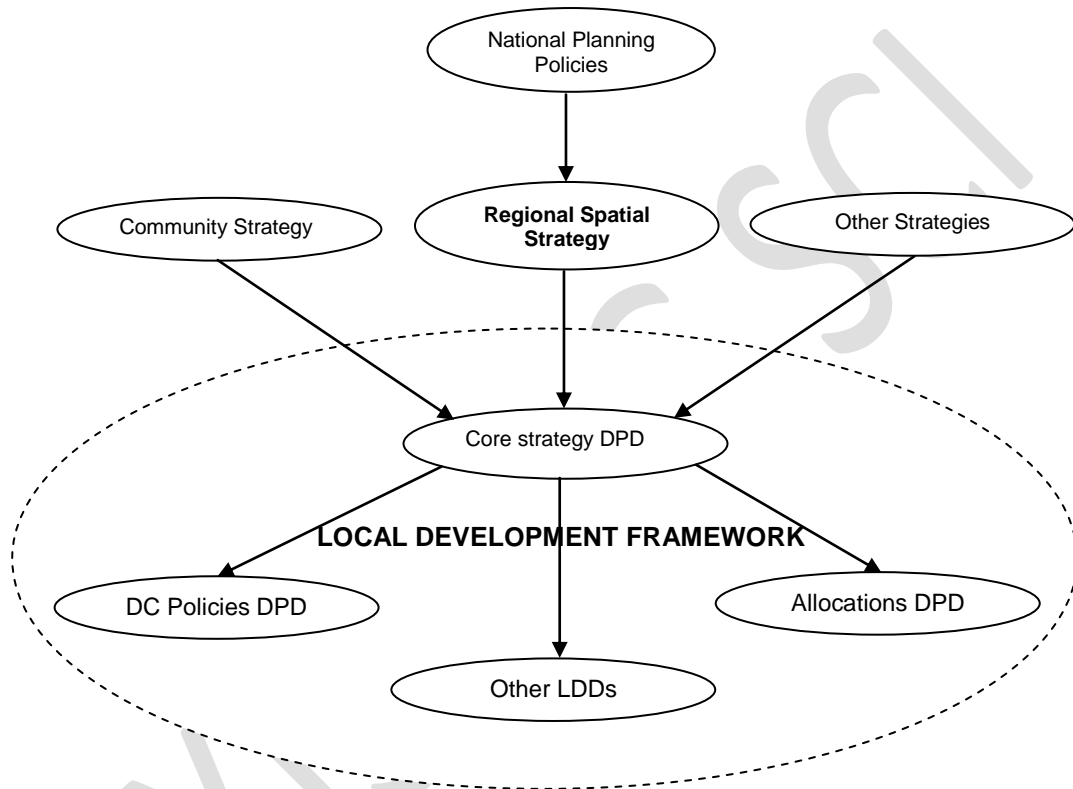 National Planning
Policies
Community Strategy
Regional Spatial
Strategy
Other Strategies
Core strategy DPD
LOCAL DEVELOPMENT FRAMEWORK
DC Policies DPD
Allocations DPD
Other LDDs